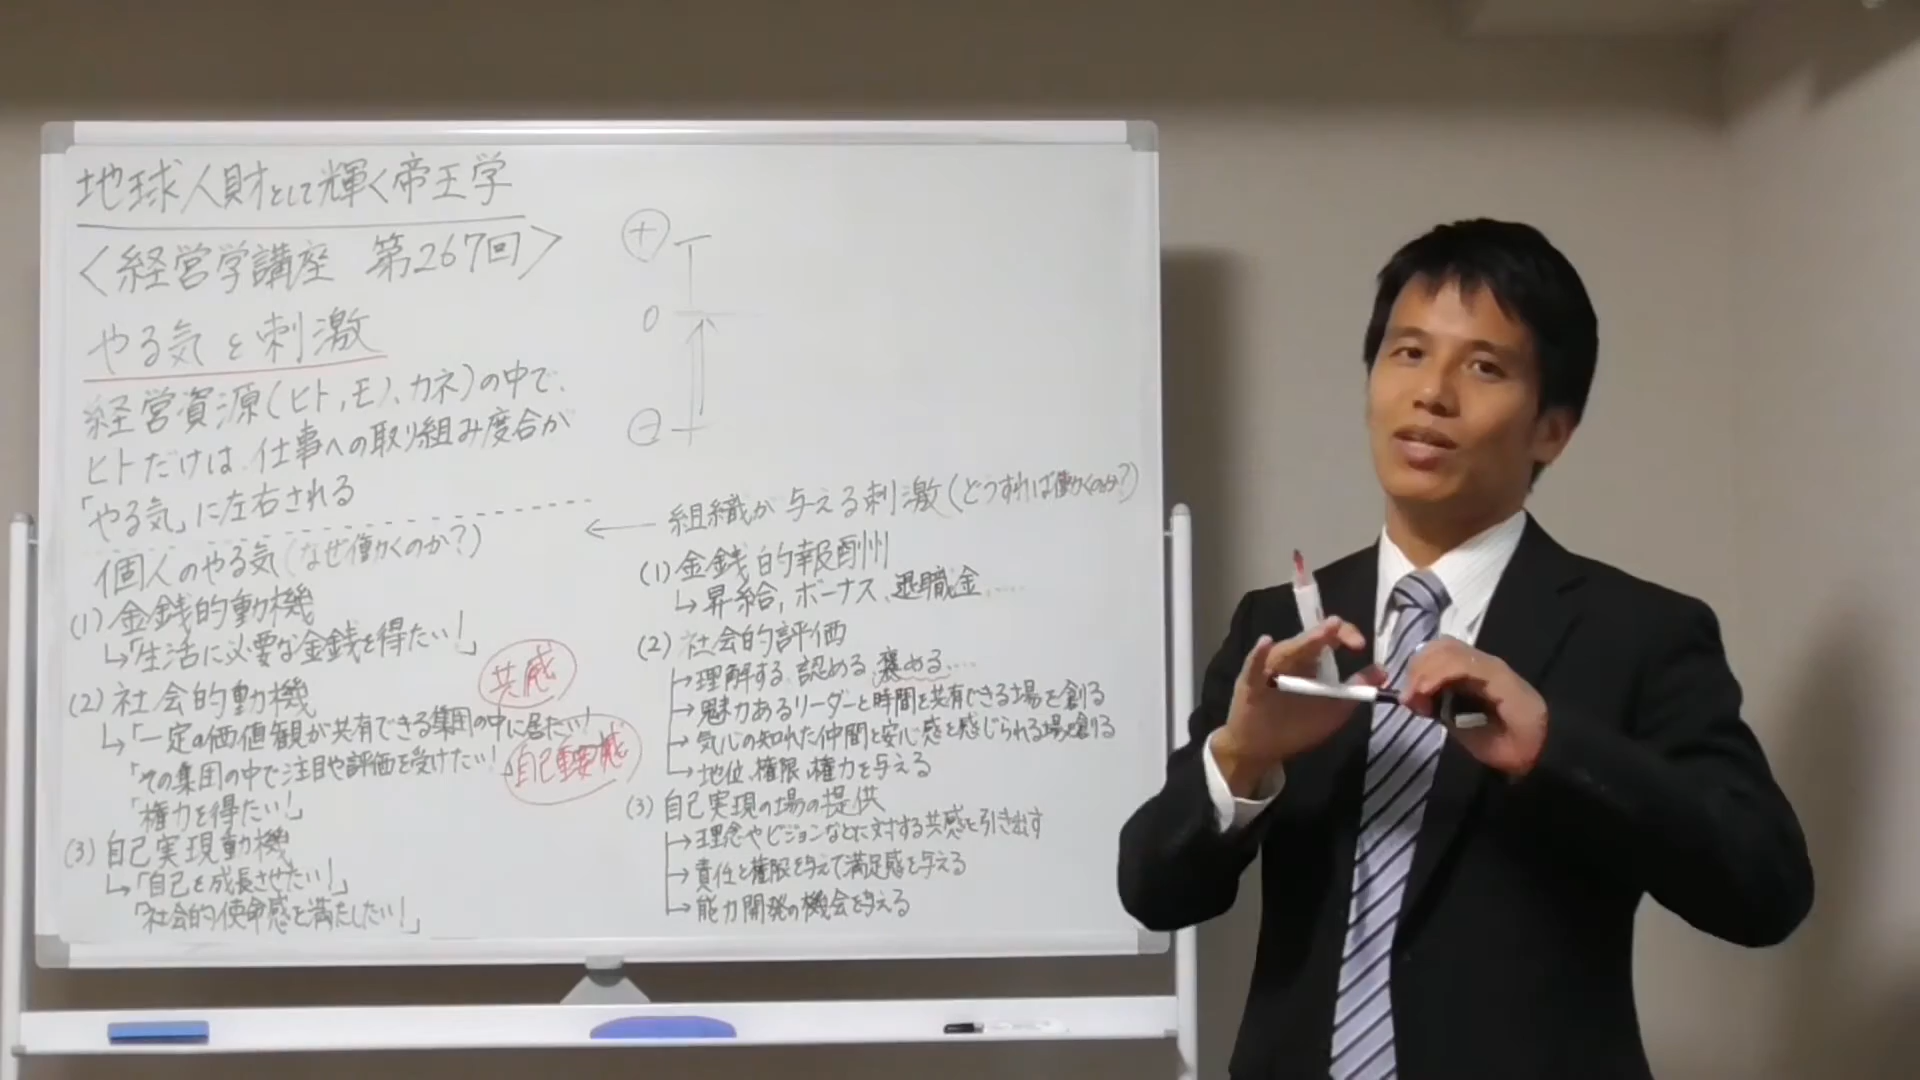 地球人財として輝く帝王学
<経営学講座 第267回>
やる気と刺激
経営資源(ヒト,モノ,カネ)の中で、
ヒトだけは、仕事への取り組み度合が
「やる気」に左右される
個人のやる気(なぜ働くのか?)
(1)金銭的動機
↳「生活に必要な金銭を得たい!」
(2)社会的動機
↳「一定の価値観が共有できる集団の中に居たい!」
共感
「その集団の中で注目や評価を受けたい!」
自己重要感
「権力を得たい!」
(3)自己実現動機
↳「自己を成長させたい!」
「社会的使命感を満たしたい!」
⊕
0
⊖
← 組織が与える刺激(どうすれば働くのか?)
(1)金銭的報酬
↳昇給,ボーナス、退職金……
(2)社会的評価
→理解する、認める、褒める……
→魅力あるリーダーと時間を共有できる場を創る
→気心の知れた仲間と安心感を感じられる場を創る
→地位、権限、権力を与える
(3)自己実現の場の提供
→理念やビジョンなどに対する共感を引き出す
→責任と権限を与えて満足感を与える
→能力開発の機会を与える